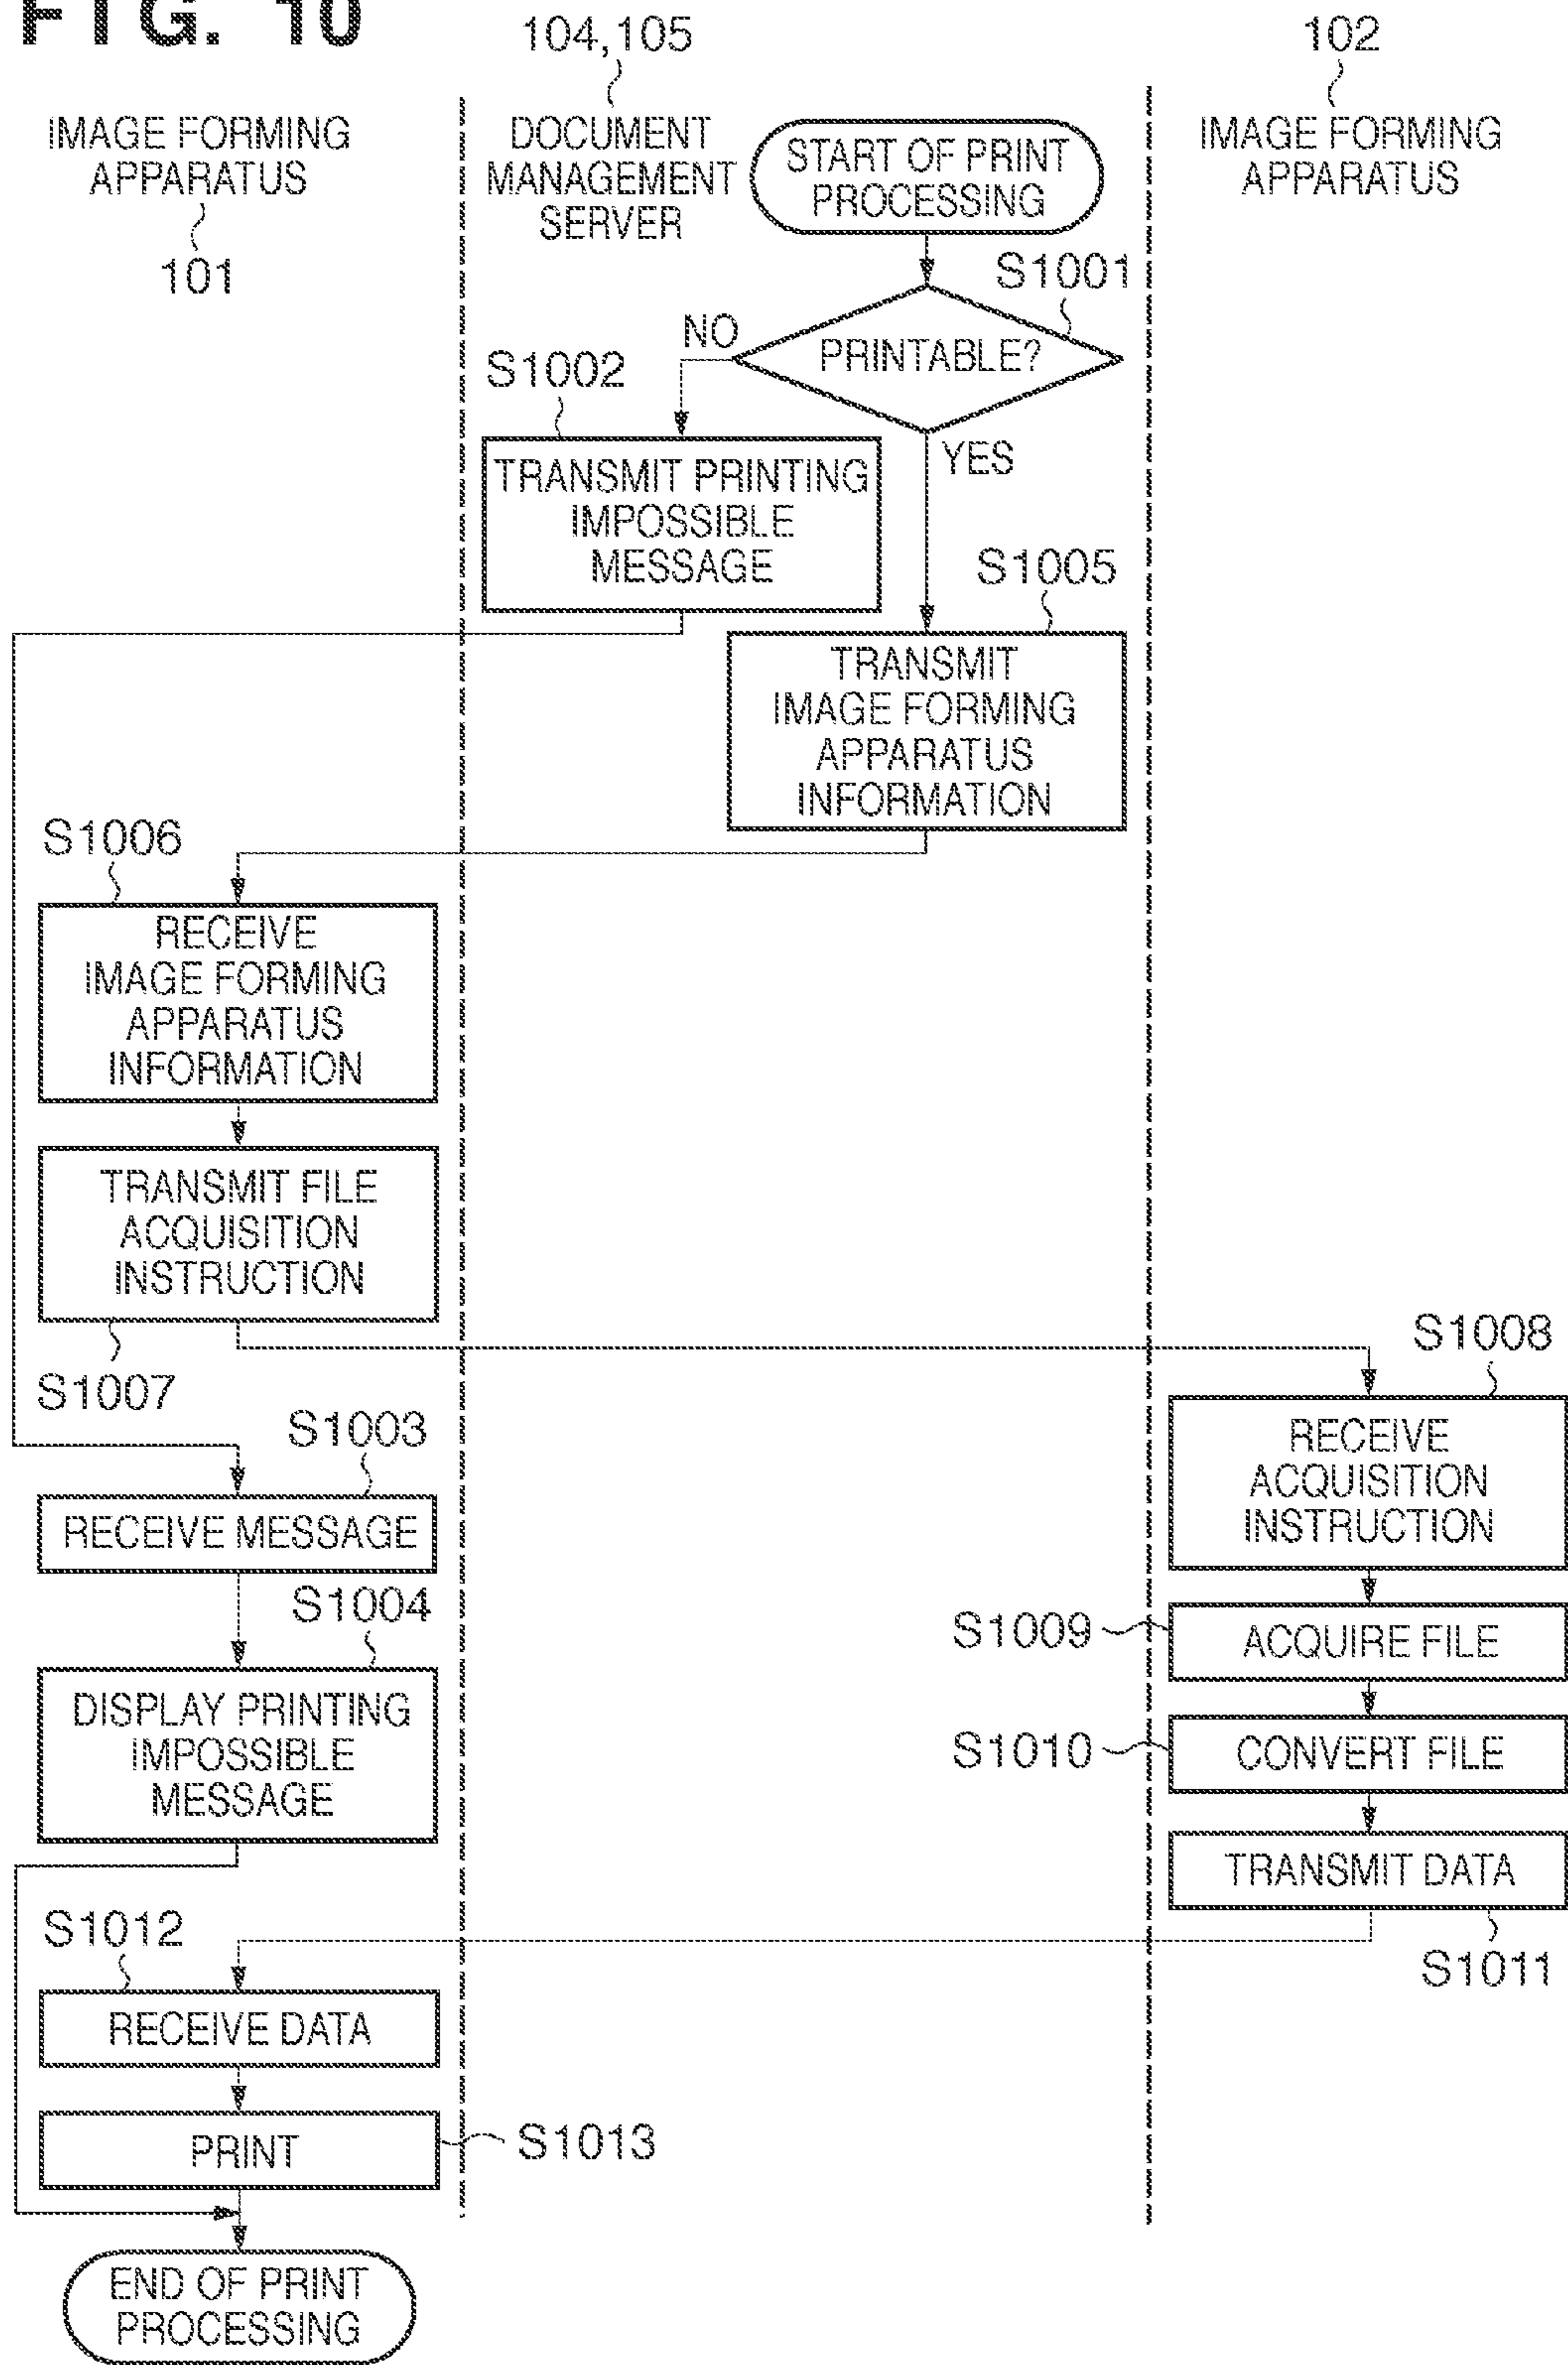 FIG. 10
104,105
102
IMAGE FORMING
APPARATUS
101
DOCUMENT
MANAGEMENT
SERVER
START OF PRINT
PROCESSING
IMAGE FORMING
APPARATUS
S1001
PRINTABLE?
NO
YES
S1002
TRANSMIT PRINTING
IMPOSSIBLE
MESSAGE
S1005
TRANSMIT
IMAGE FORMING
APPARATUS
INFORMATION
S1006
RECEIVE
IMAGE FORMING
APPARATUS
INFORMATION
TRANSMIT FILE
ACQUISITION
INSTRUCTION
S1007
S1008
RECEIVE
ACQUISITION
INSTRUCTION
S1003
RECEIVE MESSAGE
S1004
DISPLAY PRINTING
IMPOSSIBLE
MESSAGE
S1009
ACQUIRE FILE
S1010
CONVERT FILE
TRANSMIT DATA
S1011
S1012
RECEIVE DATA
PRINT
S1013
END OF PRINT
PROCESSING